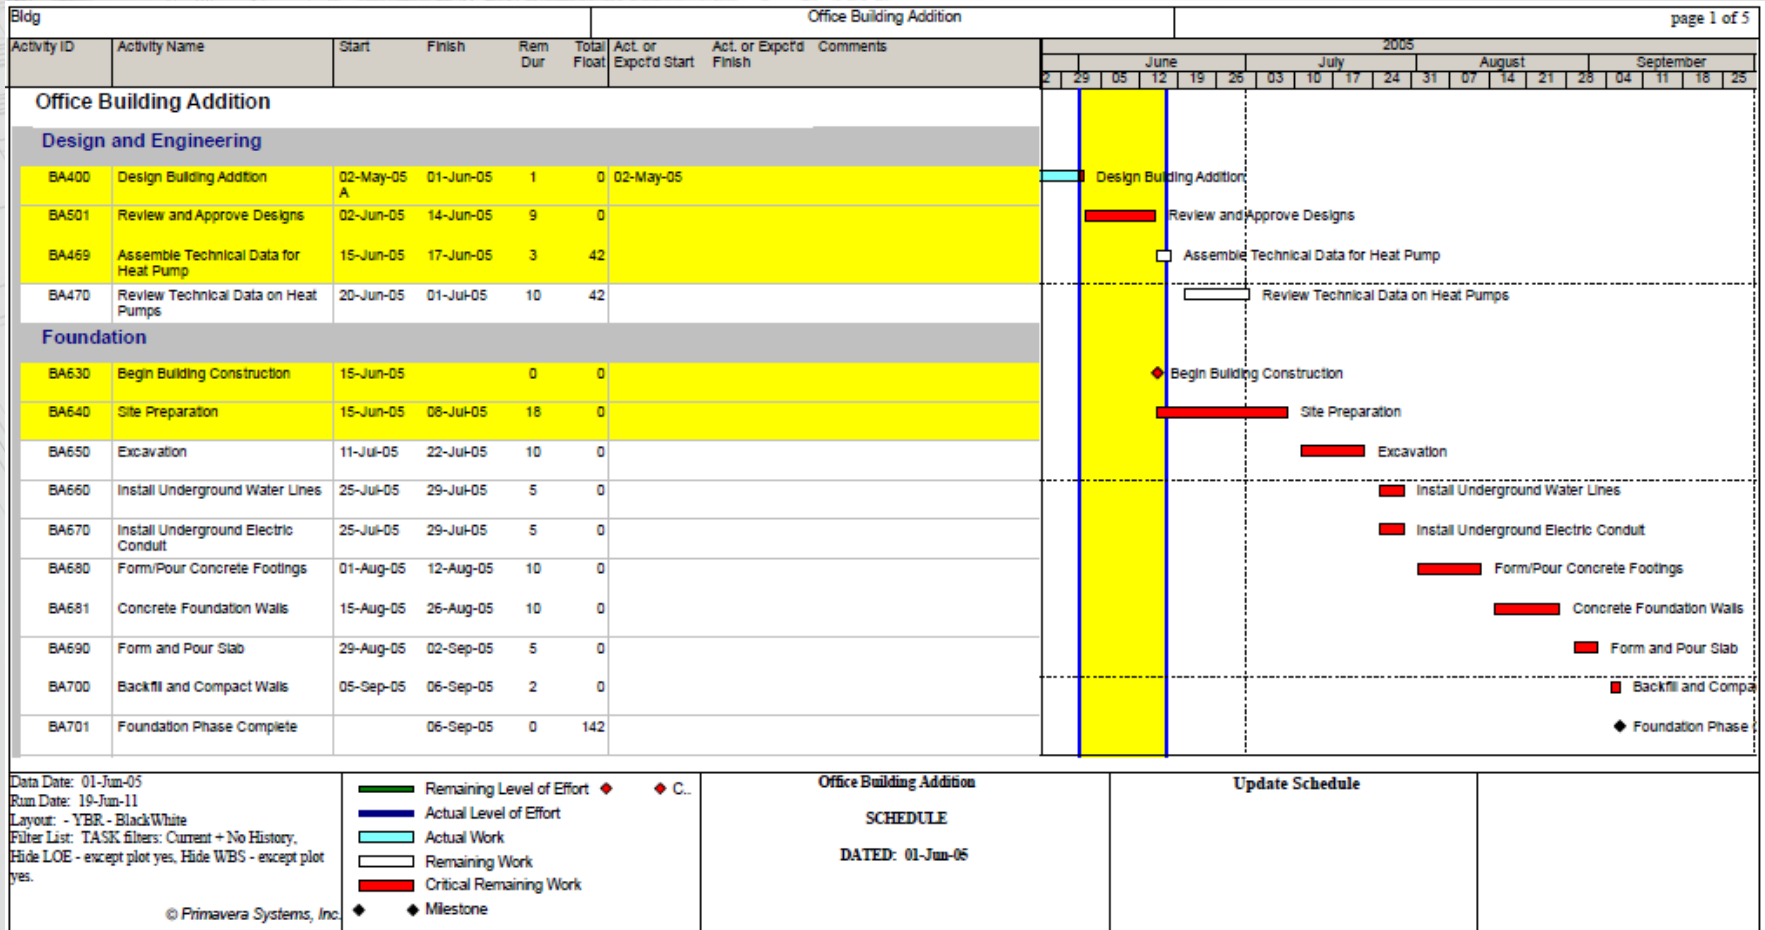 Bldg Office Building Addition page 1 of 5
Activity ID Activity Name Start Finish Rem Total Act. or Act. or Expct'd Comments 2005
Dur Float Expct'd Start Finish June July August September
2 29 05 12 19 26 03 10 17 24 31 07 14 21 28 04 11 18 25
Office Building Addition
Design and Engineering
BA400 Design Building Addition 02-May-05 01-Jun-05 1 0 02-May-05 Design Building Addition
A
BA501 Review and Approve Designs 02-Jun-05 14-Jun-05 9 0 Review and Approve Designs
BA469 Assemble Technical Data for 15-Jun-05 17-Jun-05 3 42 Assemble Technical Data for Heat Pump
Heat Pump
BA470 Review Technical Data on Heat 20-Jun-05 01-Jul-05 10 42 Review Technical Data on Heat Pumps
Pumps
Foundation
BA630 Begin Building Construction 15-Jun-05 0 0 Begin Building Construction
BA640 Site Preparation 15-Jun-05 08-Jul-05 18 0 Site Preparation
BA650 Excavation 11-Jul-05 22-Jul-05 10 0 Excavation
BA660 Install Underground Water Lines 25-Jul-05 29-Jul-05 5 0 Install Underground Water Lines
BA670 Install Underground Electric 25-Jul-05 29-Jul-05 5 0 Install Underground Electric Conduit
Conduit
BA680 Form/Pour Concrete Footings 01-Aug-05 12-Aug-05 10 0 Form/Pour Concrete Footings
BA681 Concrete Foundation Walls 15-Aug-05 26-Aug-05 10 0 Concrete Foundation Walls
BA690 Form and Pour Slab 29-Aug-05 02-Sep-05 5 0 Form and Pour Slab
BA700 Backfill and Compact Walls 05-Sep-05 06-Sep-05 2 0 Backfill and Compa
BA701 Foundation Phase Complete 06-Sep-05 0 142 Foundation Phase
Data Date: 01-Jun-05
Run Date: 19-Jun-11
Layout: - YBR - BlackWhite
Filter List: TASK filters: Current + No History,
Hide LOE - except plot yes, Hide WBS - except plot
yes.
© Primavera Systems, Inc.
Remaining Level of Effort C..
Actual Level of Effort
Actual Work
Remaining Work
Critical Remaining Work
Milestone
Office Building Addition
SCHEDULE
DATED: 01-Jun-05
Update Schedule